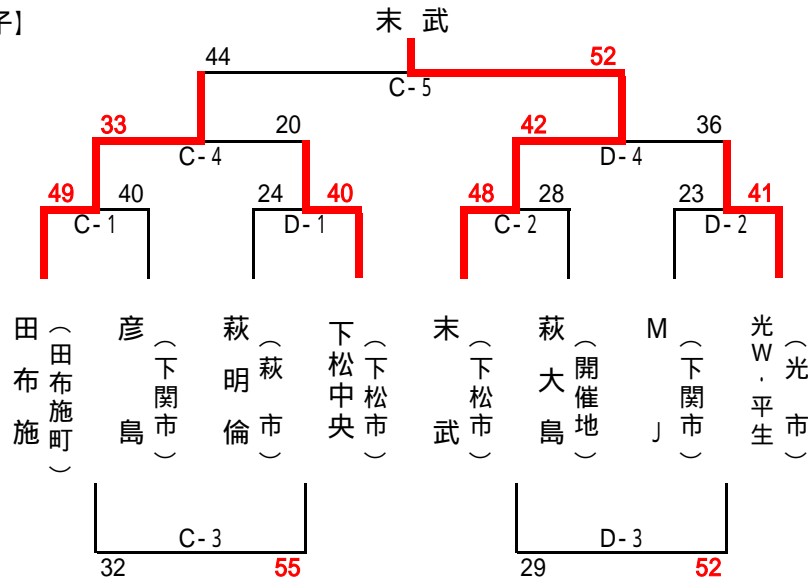 子】
末武
44 52
C-5
33 20 42 36
C-4 D-4
49 40 24 40 48 28 23 41
C-1 D-1 C-2 D-2
田布施
（田布施町）
彦島
（下関市）
萩明倫
（萩市）
下松中央
（下松市）
末武
（下松市）
萩大島
（開催地）
MJ
（下関市）
光W・平生
（光市）
C-3 D-3
32 55 29 52